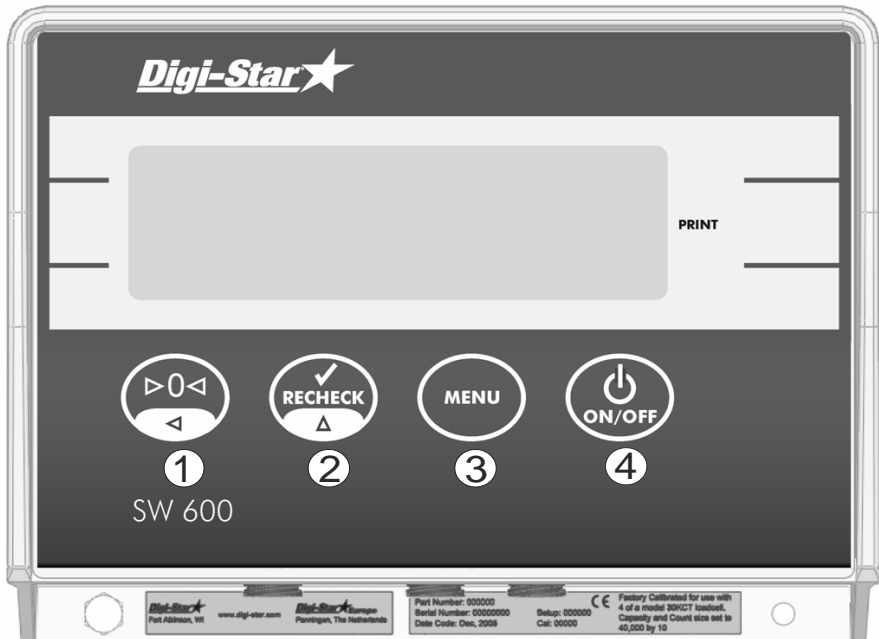 Digi-Star
PRINT
▷0◁
◁
RECHECK
△
MENU
ON/OFF
1
2
3
4
SW 600
Digi-Star
Fort Atkinson, WI
www.digi-star.com
Digi-Star Europe
Panningen, The Netherlands
Part Number: 000000
Serial Number: 00000000
Date Code: Dec, 2005
Setup: 000000
Cal: 00000
CE
Factory Calibrated for use with
4 of a model 30KCT loadcell.
Capacity and Count size set to
40,000 by 10